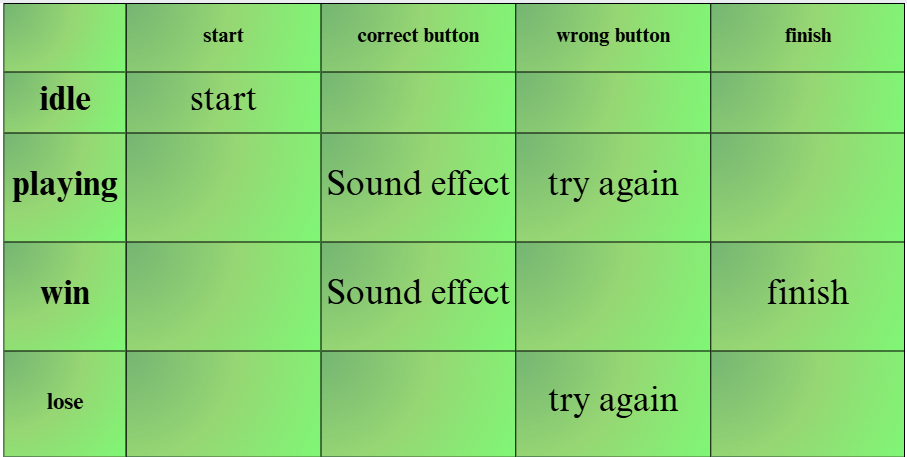 start correct button wrong button finish
idle start
playing Sound effect try again
win Sound effect finish
lose try again